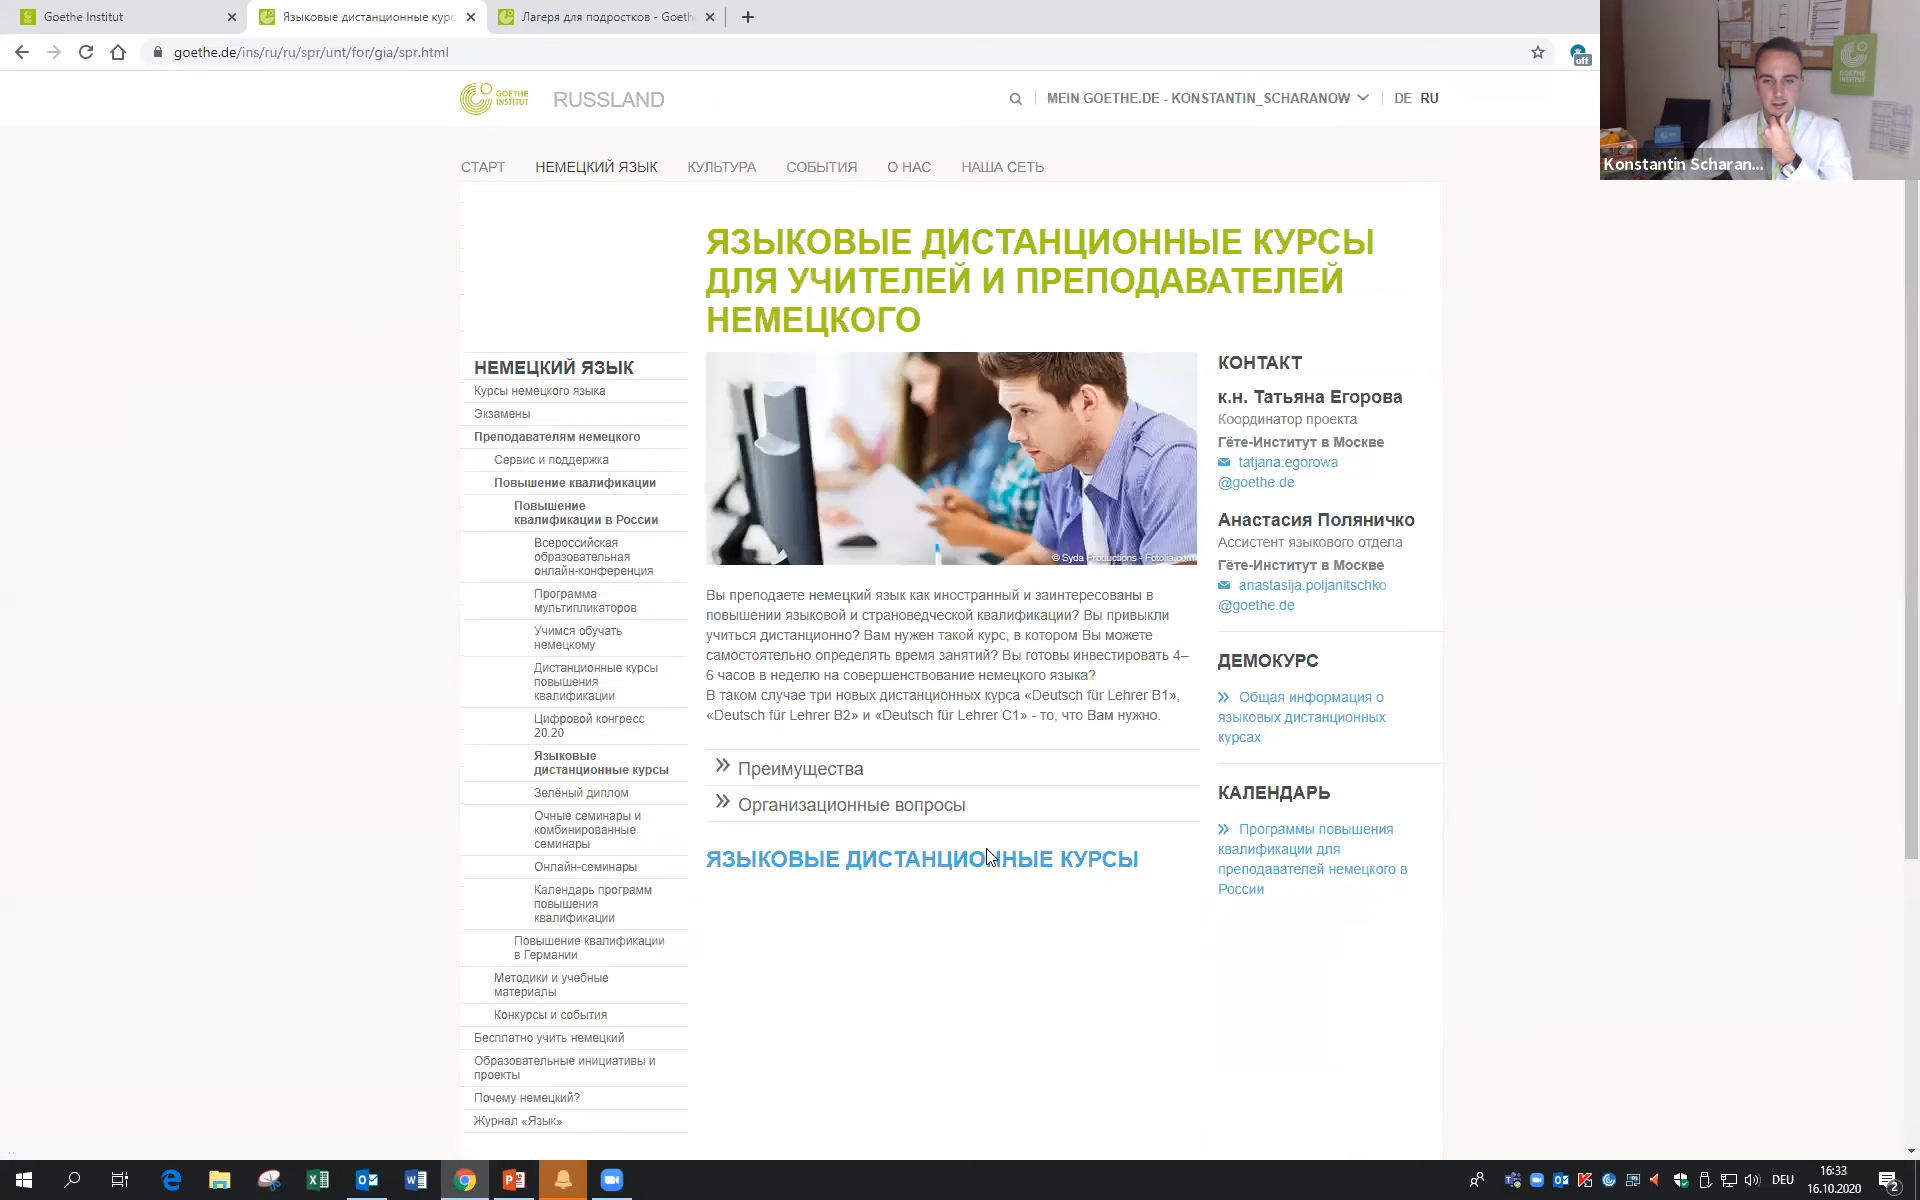 Goethe Institut
Языковые дистанционные курс
Лагеря для подростков - Goeth
goethe.de/ins/ru/ru/spr/unt/for/gia/spr.html
off
GOETHE
INSTITUT
RUSSLAND
MEIN GOETHE.DE - KONSTANTIN_SCHARANOW
DE RU
GOETHE
INSTITUT
Konstantin Scharan...
СТАРТ НЕМЕЦКИЙ ЯЗЫК КУЛЬТУРА СОБЫТИЯ О НАС НАША СЕТЬ
ЯЗЫКОВЫЕ ДИСТАНЦИОННЫЕ КУРСЫ
ДЛЯ УЧИТЕЛЕЙ И ПРЕПОДАВАТЕЛЕЙ
НЕМЕЦКОГО
НЕМЕЦКИЙ ЯЗЫК
Курсы немецкого языка
Экзамены
Преподавателям немецкого
Сервис и поддержка
Повышение квалификации
Повышение
квалификации в России
Всероссийская
образовательная
онлайн-конференция
Программа
мультипликаторов
Учимся обучать
немецкому
Дистанционные курсы
повышения
квалификации
Цифровой конгресс
20.20
Языковые
дистанционные курсы
Зелёный диплом
Очные семинары и
комбинированные
семинары
Онлайн-семинары
Календарь программ
повышения
квалификации
Повышение квалификации
в Германии
Методики и учебные
материалы
Конкурсы и события
Бесплатно учить немецкий
Образовательные инициативы и
проекты
Почему немецкий?
Журнал «Язык»
© Syda Productions - Fotolia.com
Вы преподаете немецкий язык как иностранный и заинтересованы в
повышении языковой и страноведческой квалификации? Вы привыкли
учиться дистанционно? Вам нужен такой курс, в котором Вы можете
самостоятельно определять время занятий? Вы готовы инвестировать 4–
6 часов в неделю на совершенствование немецкого языка?
В таком случае три новых дистанционных курса «Deutsch für Lehrer B1»,
«Deutsch für Lehrer B2» и «Deutsch für Lehrer C1» - то, что Вам нужно.
Преимущества
Организационные вопросы
ЯЗЫКОВЫЕ ДИСТАНЦИОННЫЕ КУРСЫ
КОНТАКТ
к.н. Татьяна Егорова
Координатор проекта
Гёте-Институт в Москве
tatjana.egorowa
@goethe.de
Анастасия Поляничко
Ассистент языкового отдела
Гёте-Институт в Москве
anastasija.poljanitschko
@goethe.de
ДЕМОКУРС
Общая информация о
языковых дистанционных
курсах
КАЛЕНДАРЬ
Программы повышения
квалификации для
преподавателей немецкого в
России
DEU
16:33
16.10.2020
2